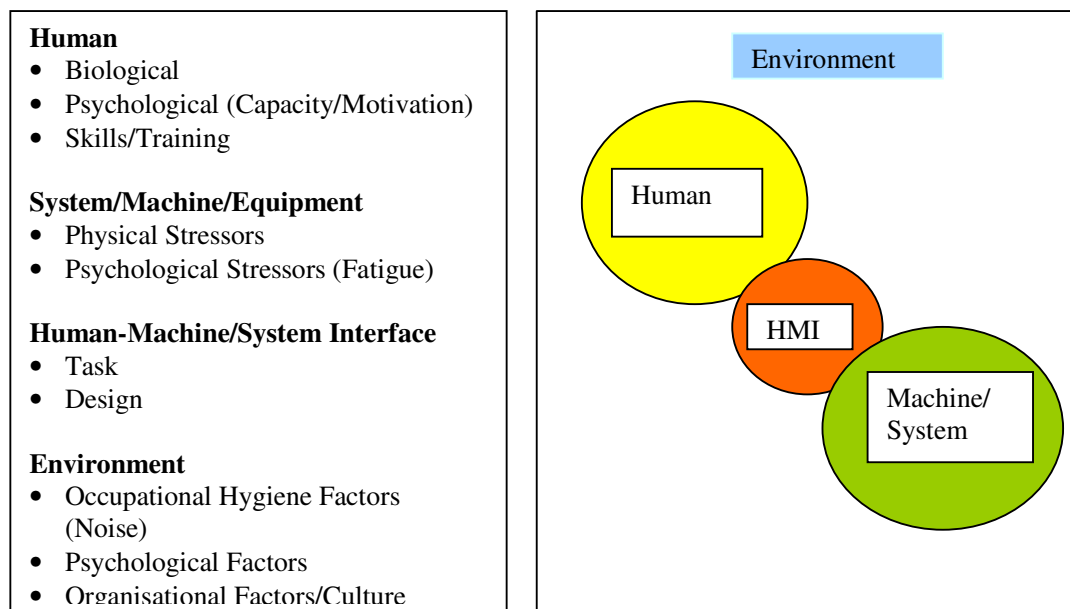 Human
• Biological
• Psychological (Capacity/Motivation)
• Skills/Training
System/Machine/Equipment
• Physical Stressors
• Psychological Stressors (Fatigue)
Human-Machine/System Interface
• Task
• Design
Environment
• Occupational Hygiene Factors
(Noise)
• Psychological Factors
• Organisational Factors/Culture
Environment
Human
HMI
Machine/
System